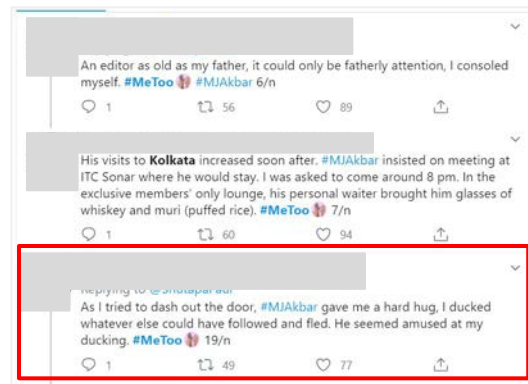 An editor as old as my father, it could only be fatherly attention, I consoled
myself. #MeToo #MJAkbar 6/n
1 56 89
His visits to Kolkata increased soon after. #MJAkbar insisted on meeting at
ITC Sonar where he would stay. I was asked to come around 8 pm. In the
exclusive members' only lounge, his personal waiter brought him glasses of
whiskey and muri (puffed rice). #MeToo 7/n
1 60 94
As I tried to dash out the door, #MJAkbar gave me a hard hug, I ducked
whatever else could have followed and fled. He seemed amused at my
ducking. #MeToo 19/n
1 49 77